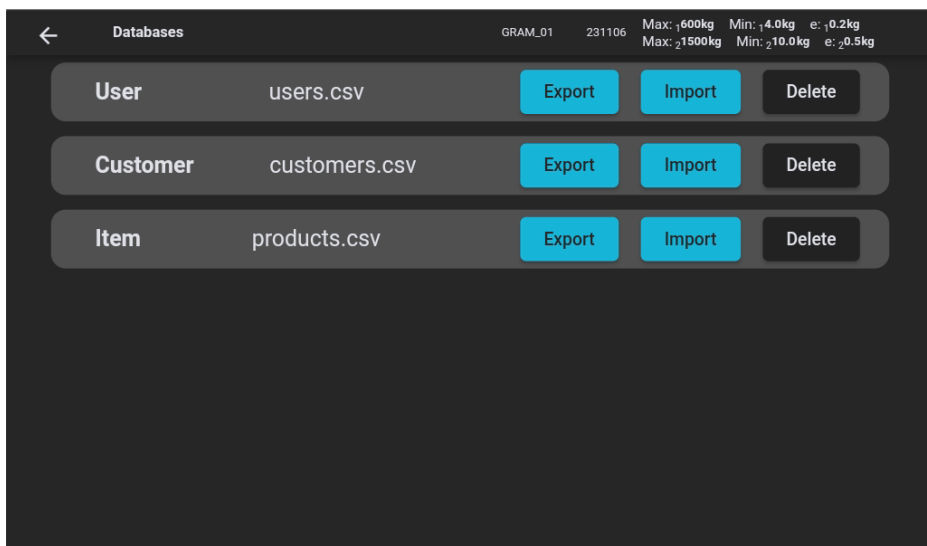 Databases GRAM_01 231106 Max: ₁600kg Min: ₁4.0kg e: ₁0.2kg
Max: ₂1500kg Min: ₂10.0kg e: ₂0.5kg
User users.csv Export Import Delete
Customer customers.csv Export Import Delete
Item products.csv Export Import Delete